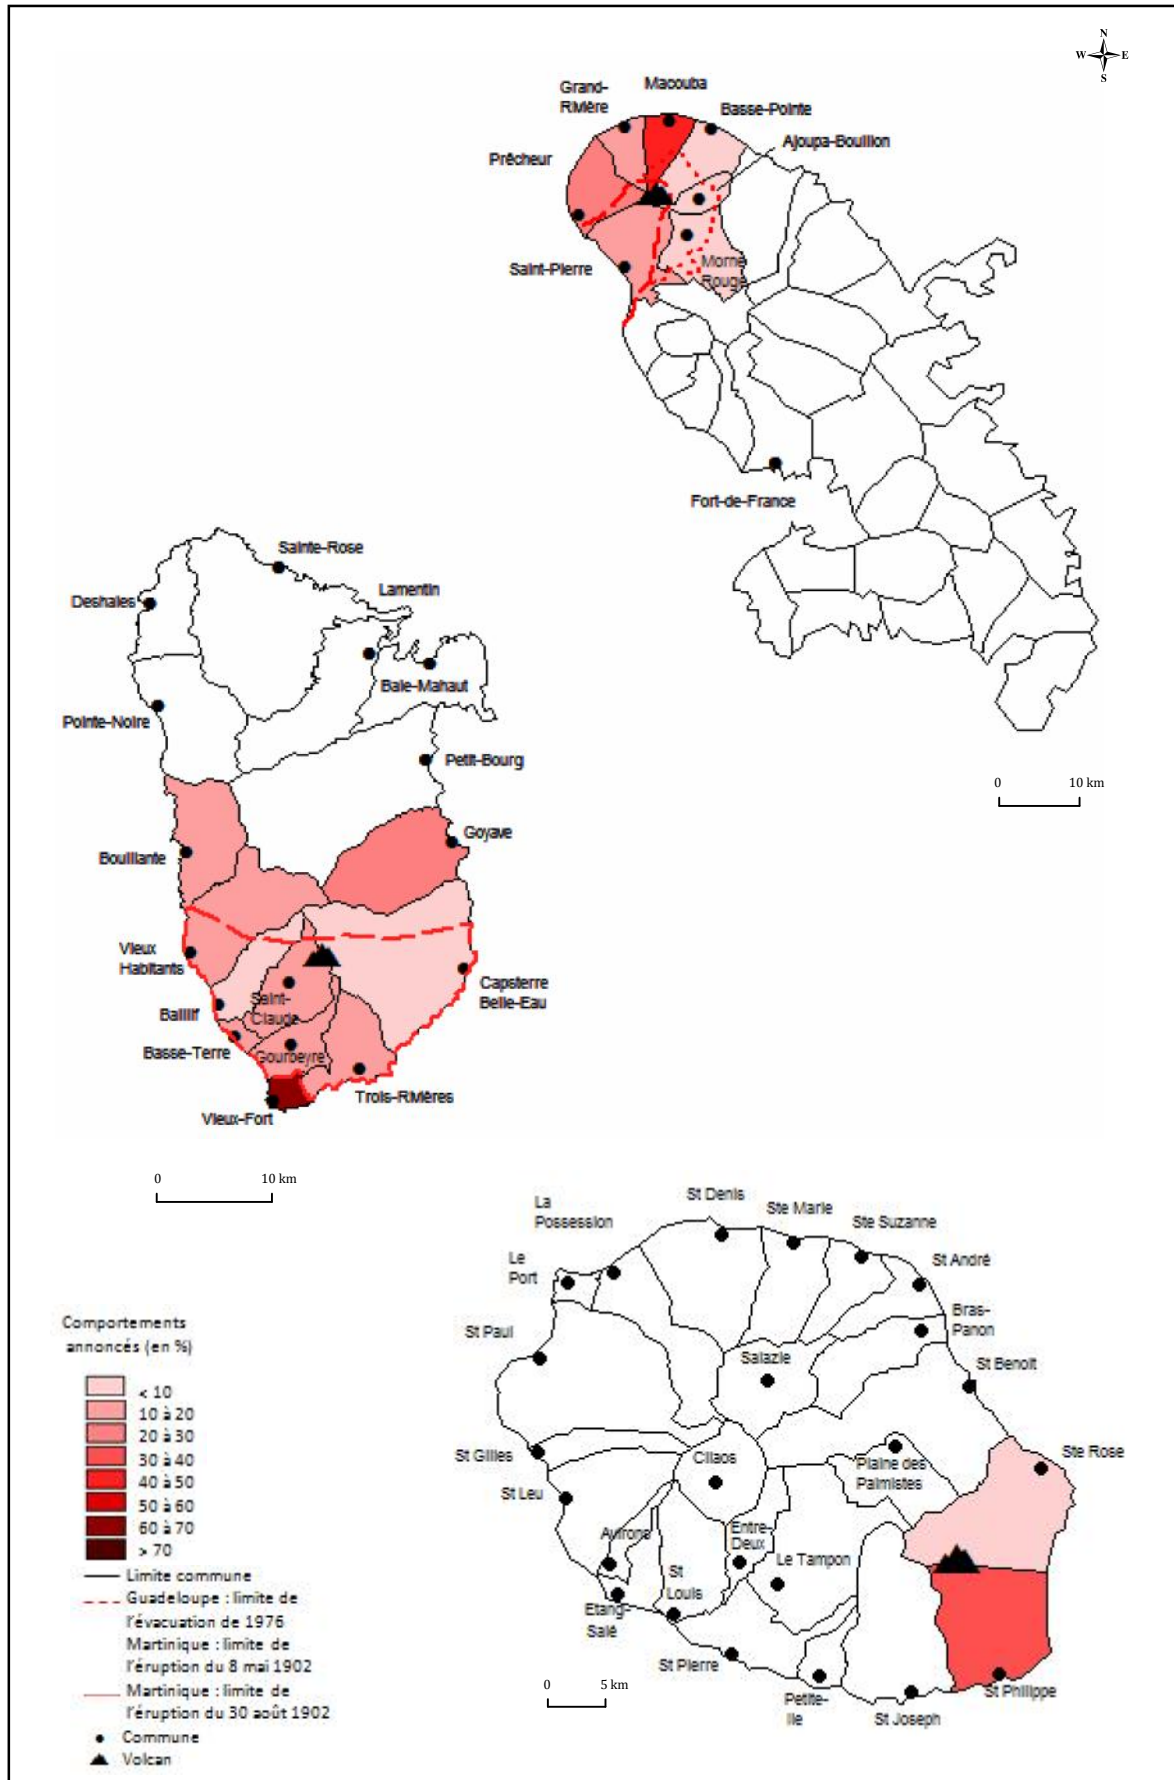 N
W E
S
Grand-
Rivière
Macouba
Basse-Pointe
Ajoupa-Bouillon
Prêcheur
Saint-Pierre
Morne
Rouge
Fort-de-France
0 10 km
Sainte-Rose
Deshaies
Lamentin
Baie-Mahaut
Pointe-Noire
Petit-Bourg
Goyave
Bouillante
Vieux
Habitants
Capsterre
Belle-Eau
Saint-
Claude
Baillif
Basse-Terre
Gourbeyre
Trois-Rivières
Vieux-Fort
0 10 km
La
Possession
St Denis
Ste Marie
Ste Suzanne
St André
Le
Port
Bras-
Panon
St Paul
Salazie
St Benoit
St Gilles
Cilaos
Plaine des
Palmistes
Ste Rose
St Leu
Avirons
Entre-
Deux
Le Tampon
St
Louis
Etang-
Salé
St Pierre
Petite-
Ile
St Joseph
St Philippe
0 5 km
Comportements
annoncés (en %)
< 10
10 à 20
20 à 30
30 à 40
40 à 50
50 à 60
60 à 70
> 70
Limite commune
Guadeloupe : limite de
l'évacuation de 1976
Martinique : limite de
l'éruption du 8 mai 1902
Martinique : limite de
l'éruption du 30 août 1902
Commune
Volcan